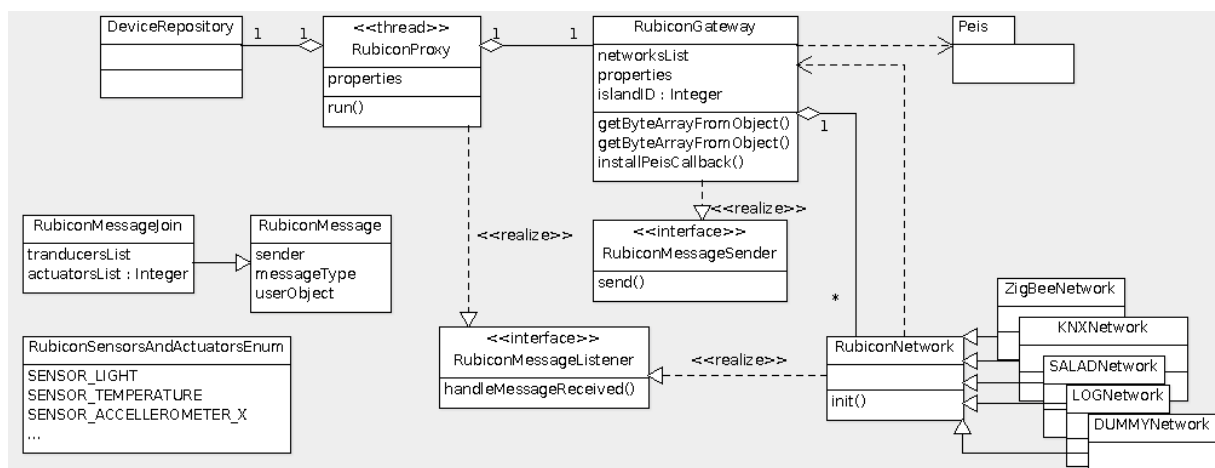 DeviceRepository
1
1
<<thread>>
RubiconProxy
properties
run()
1
1
RubiconGateway
networksList
properties
islandID : Integer
getByteArrayFromObject()
getByteArrayFromObject()
installPeisCallback()
Peis
1
<<realize>>
<<realize>>
<<interface>>
RubiconMessageSender
send()
RubiconMessageJoin
tranducersList
actuatorsList : Integer
RubiconMessage
sender
messageType
userObject
*
RubiconSensorsAndActuatorsEnum
SENSOR_LIGHT
SENSOR_TEMPERATURE
SENSOR_ACCELLEROMETER_X
...
<<interface>>
RubiconMessageListener
handleMessageReceived()
<<realize>>
RubiconNetwork
init()
ZigBeeNetwork
KNXNetwork
SALADNetwork
LOGNetwork
DUMMYNetwork